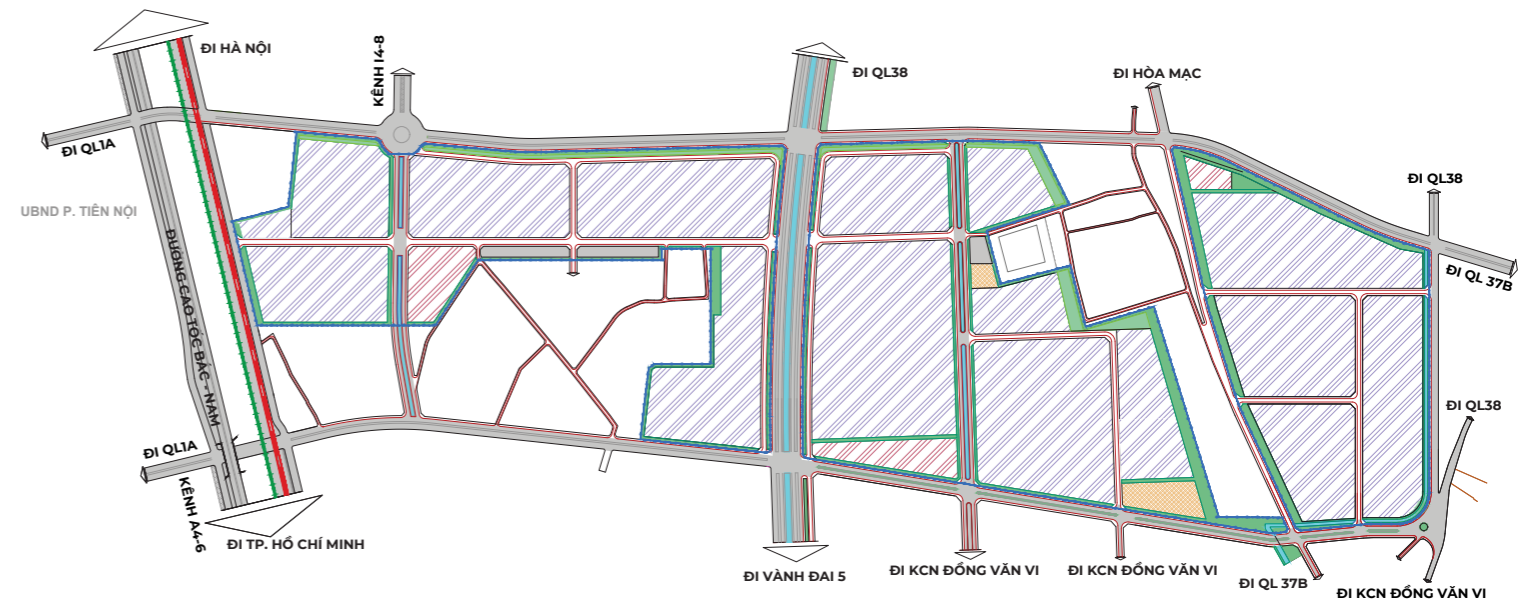 ĐI HÀ NỘI
KÊNH I4-8
ĐI QL38
ĐI HÒA MẠC
ĐI QL1A
ĐI QL38
UBND P. TIÊN NỘI
ĐƯỜNG CAO TỐC BẮC - NAM
ĐI QL 37B
ĐI QL38
ĐI QL1A
KÊNH A4-6
ĐI TP. HỒ CHÍ MINH
ĐI VÀNH ĐAI 5
ĐI KCN ĐỒNG VĂN VI
ĐI KCN ĐỒNG VĂN VI
ĐI QL 37B
ĐI KCN ĐỒNG VĂN VI